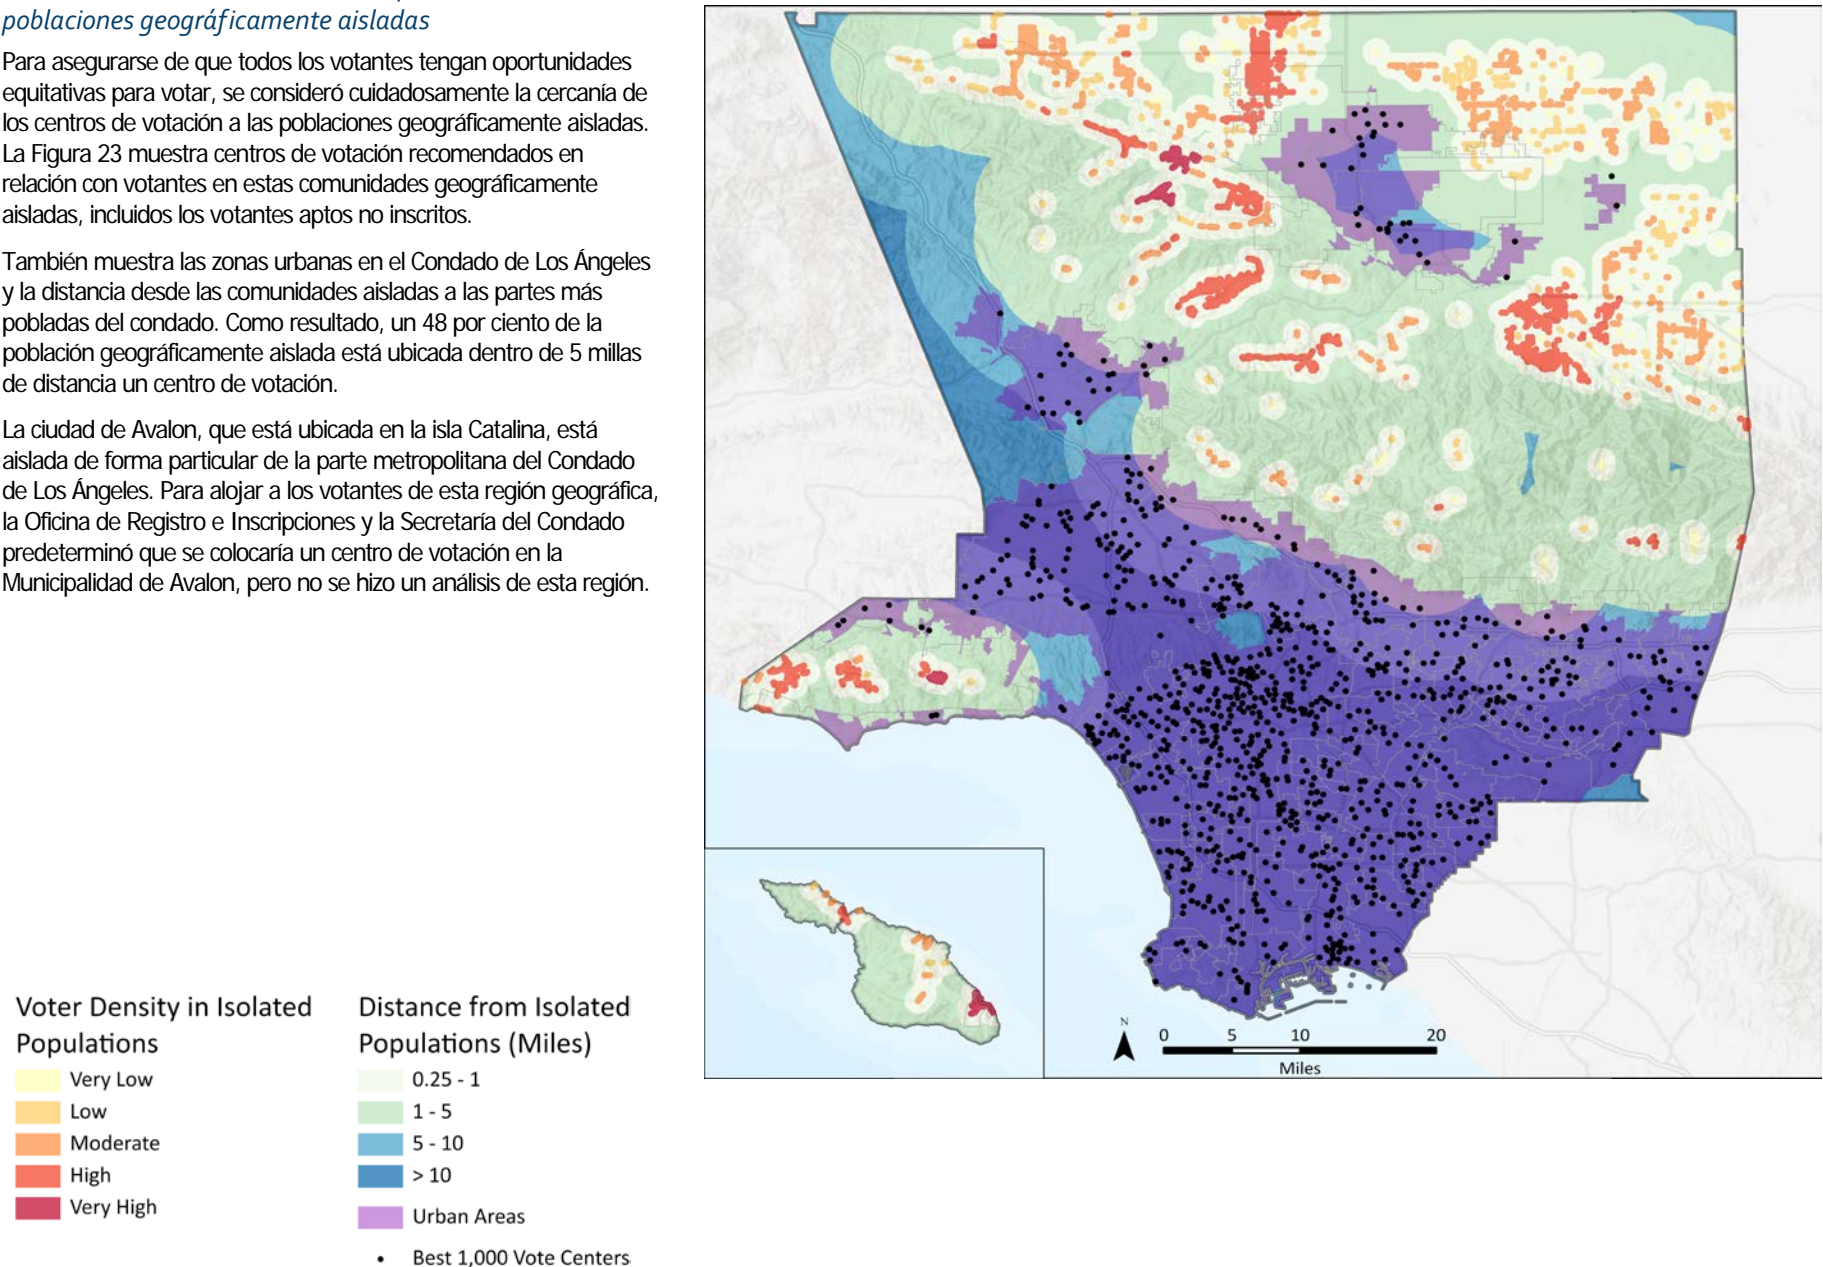 poblaciones geográficamente aisladas
Para asegurarse de que todos los votantes tengan oportunidades
equitativas para votar, se consideró cuidadosamente la cercanía de
los centros de votación a las poblaciones geográficamente aisladas.
La Figura 23 muestra centros de votación recomendados en
relación con votantes en estas comunidades geográficamente
aisladas, incluidos los votantes aptos no inscritos.
También muestra las zonas urbanas en el Condado de Los Ángeles
y la distancia desde las comunidades aisladas a las partes más
pobladas del condado. Como resultado, un 48 por ciento de la
población geográficamente aislada está ubicada dentro de 5 millas
de distancia un centro de votación.
La ciudad de Avalon, que está ubicada en la isla Catalina, está
aislada de forma particular de la parte metropolitana del Condado
de Los Ángeles. Para alojar a los votantes de esta región geográfica,
la Oficina de Registro e Inscripciones y la Secretaría del Condado
predeterminó que se colocaría un centro de votación en la
Municipalidad de Avalon, pero no se hizo un análisis de esta región.
Voter Density in Isolated
Populations
Very Low
Low
Moderate
High
Very High
Distance from Isolated
Populations (Miles)
0.25 - 1
1 - 5
5 - 10
> 10
Urban Areas
Best 1,000 Vote Centers
N
0 5 10 20
Miles